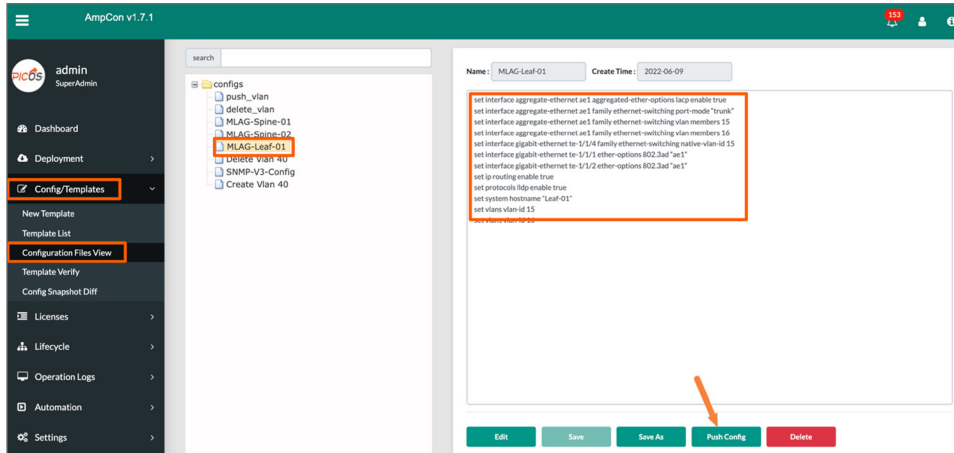 AmpCon v1.7.1
153
PICOS
admin
SuperAdmin
Dashboard
Deployment
Config/Templates
New Template
Template List
Configuration Files View
Template Verify
Config Snapshot Diff
Licenses
Lifecycle
Operation Logs
Automation
Settings
search
configs
push_vlan
delete_vlan
MLAG-Spine-01
MLAG-Spine-02
MLAG-Leaf-01
Delete Vlan 40
SNMP-V3-Config
Create Vlan 40
Name : MLAG-Leaf-01 Create Time : 2022-06-09
set interface aggregate-ethernet ae1 aggregated-ether-options lacp enable true
set interface aggregate-ethernet ae1 family ethernet-switching port-mode "trunk"
set interface aggregate-ethernet ae1 family ethernet-switching vlan members 15
set interface aggregate-ethernet ae1 family ethernet-switching vlan members 16
set interface gigabit-ethernet te-1/1/4 family ethernet-switching native-vlan-id 15
set interface gigabit-ethernet te-1/1/1 ether-options 802.3ad "ae1"
set interface gigabit-ethernet te-1/1/2 ether-options 802.3ad "ae1"
set ip routing enable true
set protocols lldp enable true
set system hostname "Leaf-01"
set vlans vlan-id 15
set vlans vlan-id 16
Edit Save Save As Push Config Delete